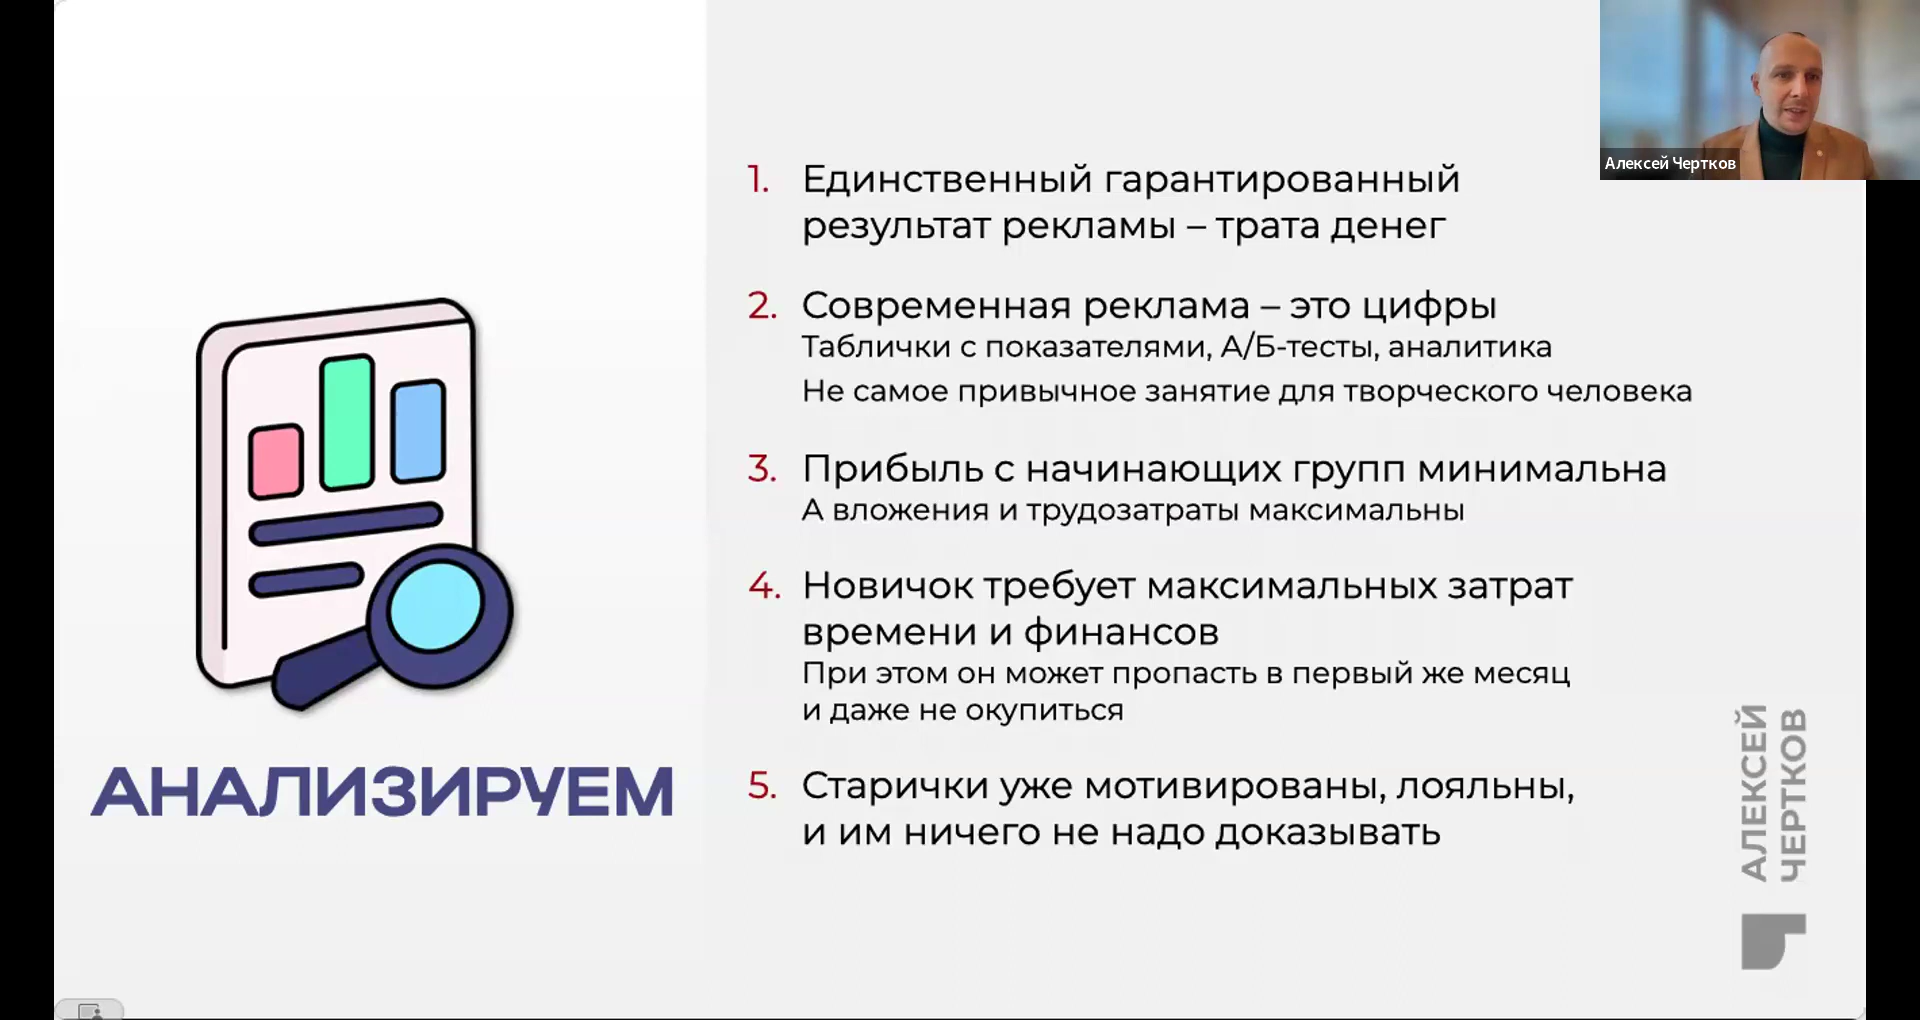 Алексей Чертков
1. Единственный гарантированный
результат рекламы – трата денег
2. Современная реклама – это цифры
Таблички с показателями, А/Б-тесты, аналитика
Не самое привычное занятие для творческого человека
3. Прибыль с начинающих групп минимальна
А вложения и трудозатраты максимальны
4. Новичок требует максимальных затрат
времени и финансов
При этом он может пропасть в первый же месяц
и даже не окупиться
5. Старички уже мотивированы, лояльны,
и им ничего не надо доказывать
АНАЛИЗИРУЕМ
АЛЕКСЕЙ
ЧЕРТКОВ